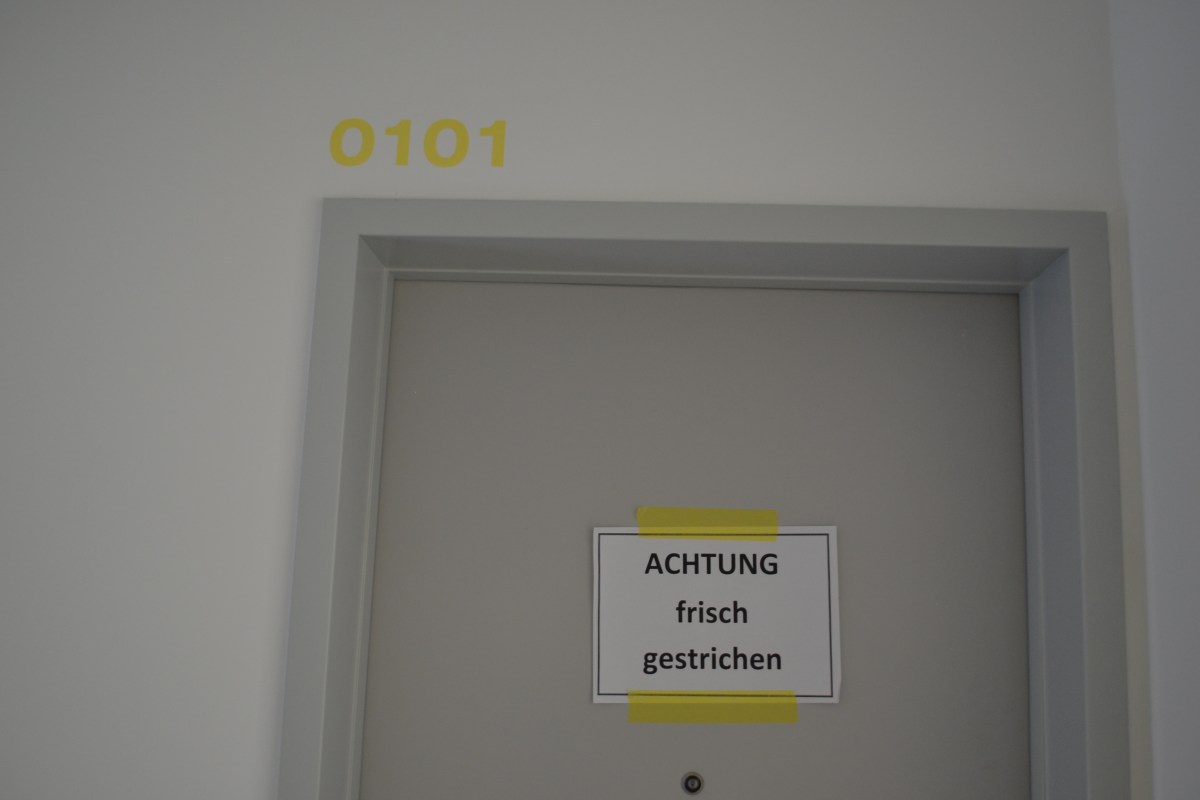 0101
ACHTUNG
frisch
gestrichen